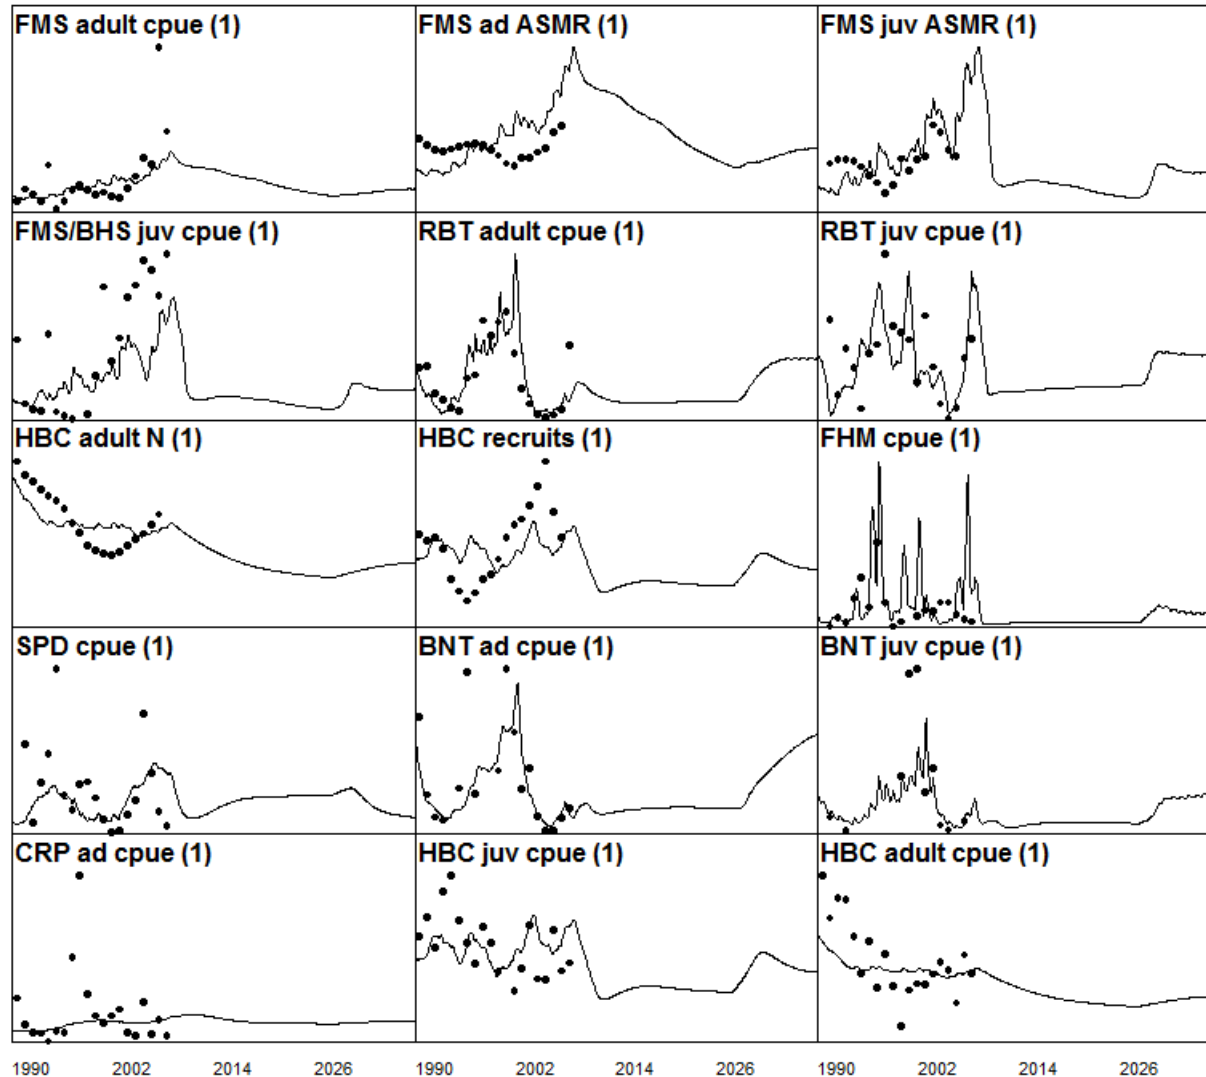 FMS adult cpue (1) FMS ad ASMR (1) FMS juv ASMR (1)
FMS/BHS juv cpue (1) RBT adult cpue (1) RBT juv cpue (1)
HBC adult N (1) HBC recruits (1) FHM cpue (1)
SPD cpue (1) BNT ad cpue (1) BNT juv cpue (1)
CRP ad cpue (1) HBC juv cpue (1) HBC adult cpue (1)
1990 2002 2014 2026 1990 2002 2014 2026 1990 2002 2014 2026